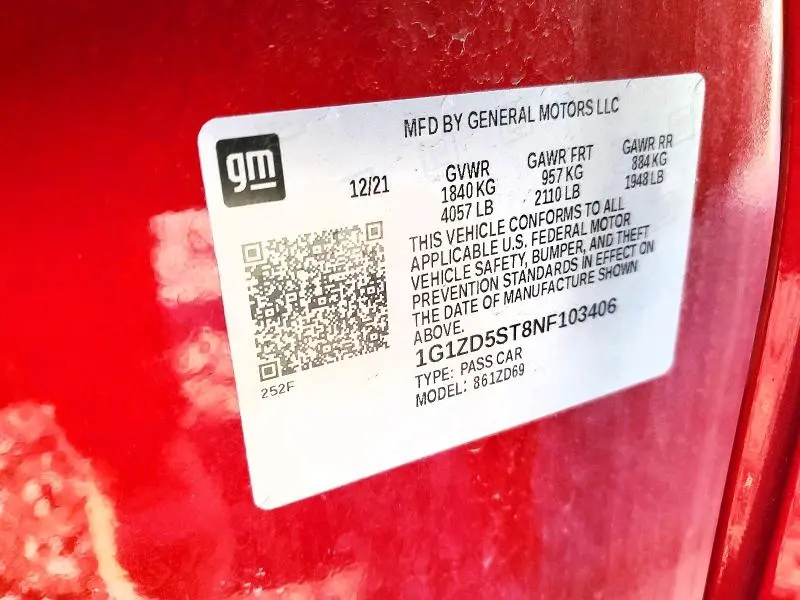 MFD BY GENERAL MOTORS LLC
gm
12/21
GVWR
1840 KG
4057 LB
GAWR FRT
957 KG
2110 LB
GAWR RR
884 KG
1948 LB
THIS VEHICLE CONFORMS TO ALL
APPLICABLE U.S. FEDERAL MOTOR
VEHICLE SAFETY, BUMPER, AND THEFT
PREVENTION STANDARDS IN EFFECT ON
THE DATE OF MANUFACTURE SHOWN
ABOVE.
1G1ZD5ST8NF103406
TYPE: PASS CAR
MODEL: 861ZD69
252F